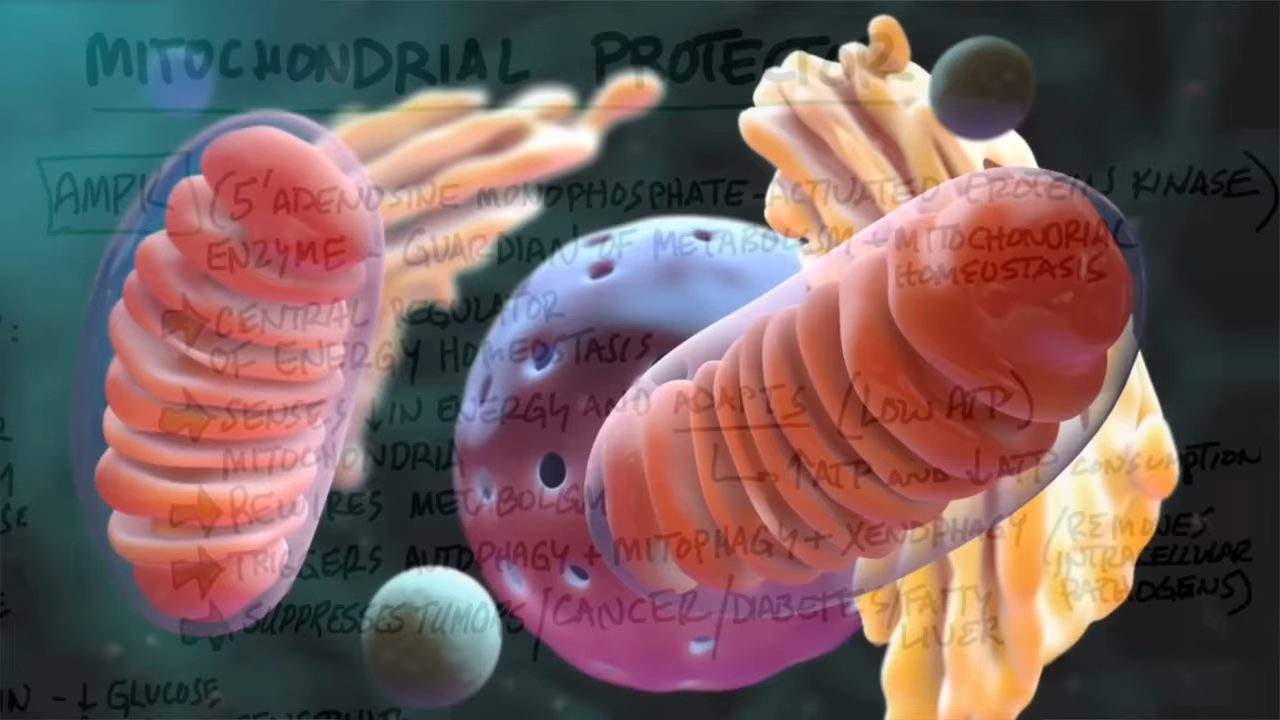 MITOCHONDRIAL PROTECTOR
AMPK (5' ADENOSINE MONOPHOSPHATE-ACTIVATED PROTEIN KINASE)
ENZYME - GUARDIAN OF METABOLISM + MITOCHONDRIAL
HOMEOSTASIS
:
⇨ CENTRAL REGULATOR
OF ENERGY HOMEOSTASIS
⇨ SENSES ↓ IN ENERGY AND ADAPTS (LOW ATP)
MITOCHONDRIA ↳ ↑ATP AND ↓ATP CONSUMPTION
⇨ REWIRES METABOLISM
⇨ TRIGGERS AUTOPHAGY + MITOPHAGY + XENOPHAGY (REMOVES
INTRACELLULAR
PATHOGENS)
⇨ SUPPRESSES TUMORS/CANCER/DIABETES/FATTY
LIVER
IN - ↓ GLUCOSE